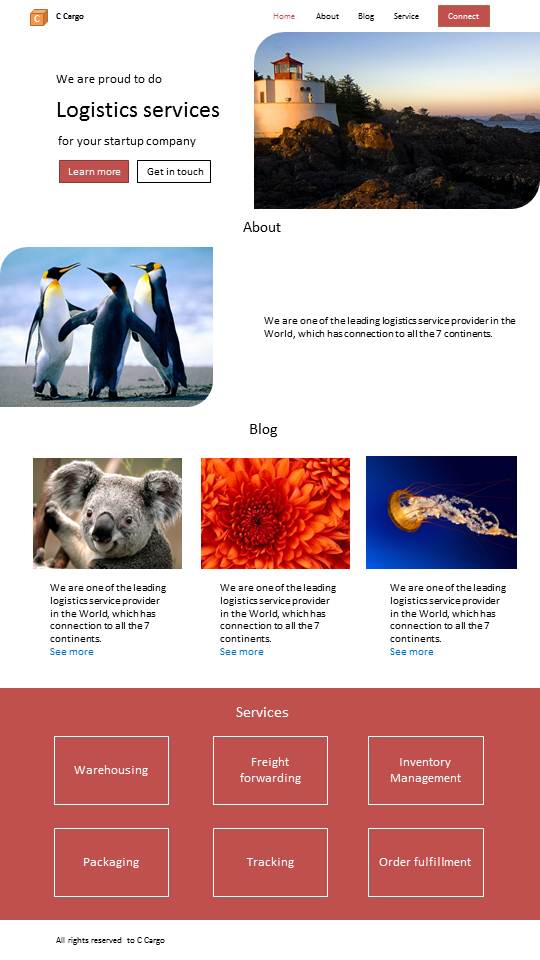 C
C Cargo
Home
About
Blog
Service
Connect
We are proud to do
Logistics services
for your startup company
Learn more
Get in touch
About
We are one of the leading logistics service provider in the
World, which has connection to all the 7 continents.
Blog
We are one of the leading
logistics service provider
in the World, which has
connection to all the 7
continents.
See more
We are one of the leading
logistics service provider
in the World, which has
connection to all the 7
continents.
See more
We are one of the leading
logistics service provider
in the World, which has
connection to all the 7
continents.
See more
Services
Warehousing
Freight
forwarding
Inventory
Management
Packaging
Tracking
Order fulfillment
All rights reserved to C Cargo